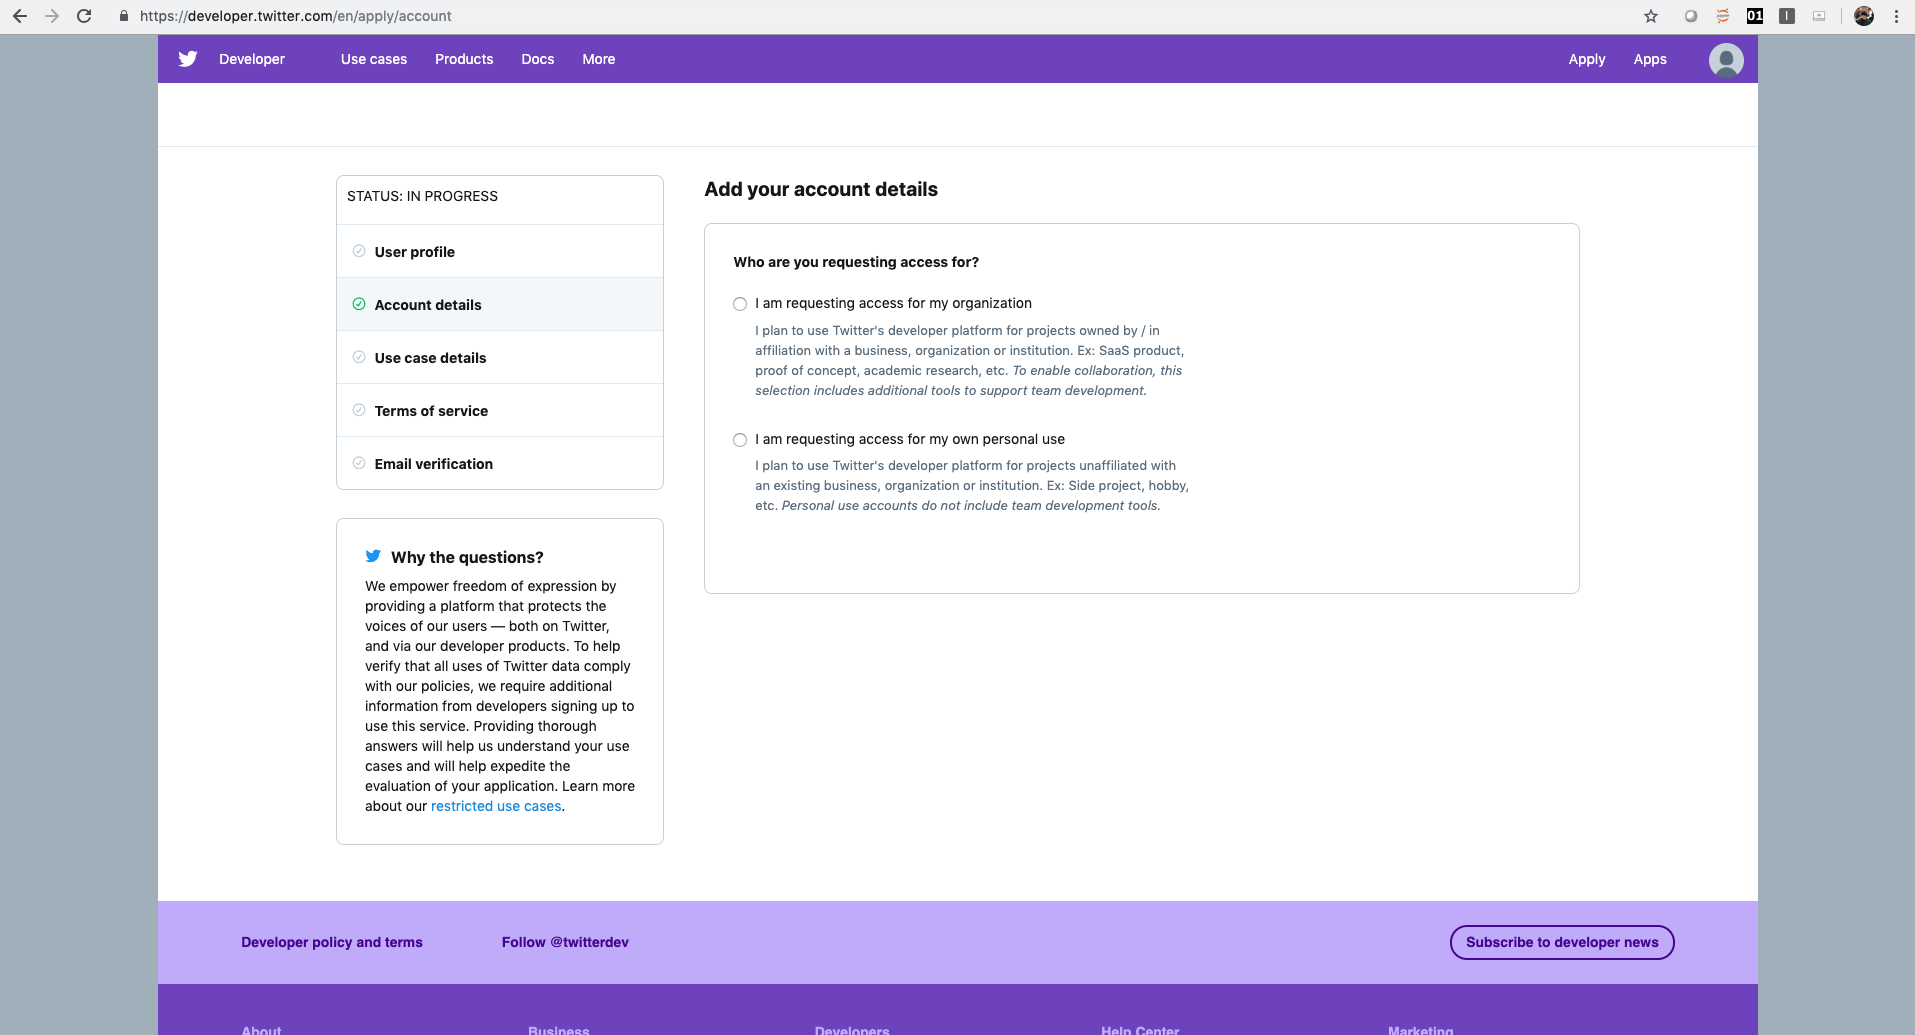 https://developer.twitter.com/en/apply/account
01
Developer
Use cases
Products
Docs
More
Apply
Apps
STATUS: IN PROGRESS
User profile
Account details
Use case details
Terms of service
Email verification
Why the questions?
We empower freedom of expression by
providing a platform that protects the
voices of our users — both on Twitter,
and via our developer products. To help
verify that all uses of Twitter data comply
with our policies, we require additional
information from developers signing up to
use this service. Providing thorough
answers will help us understand your use
cases and will help expedite the
evaluation of your application. Learn more
about our restricted use cases.
Add your account details
Who are you requesting access for?
I am requesting access for my organization
I plan to use Twitter's developer platform for projects owned by / in
affiliation with a business, organization or institution. Ex: SaaS product,
proof of concept, academic research, etc. To enable collaboration, this
selection includes additional tools to support team development.
I am requesting access for my own personal use
I plan to use Twitter's developer platform for projects unaffiliated with
an existing business, organization or institution. Ex: Side project, hobby,
etc. Personal use accounts do not include team development tools.
Developer policy and terms
Follow @twitterdev
Subscribe to developer news
About
Business
Developers
Help Center
Marketing